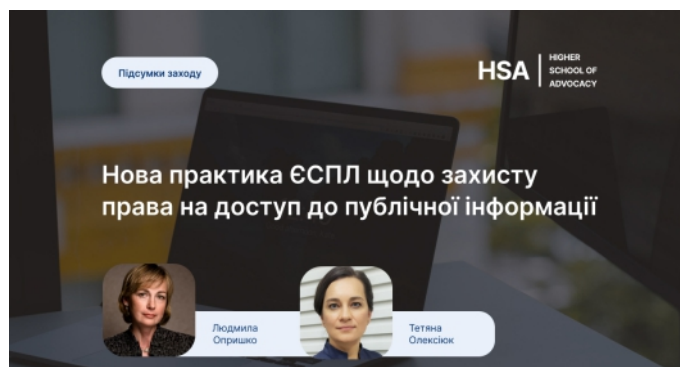 Підсумки заходу
HSA
HIGHER
SCHOOL OF
ADVOCACY
Нова практика ЄСПЛ щодо захисту
права на доступ до публічної інформації
Людмила
Опришко
Тетяна
Олексіюк